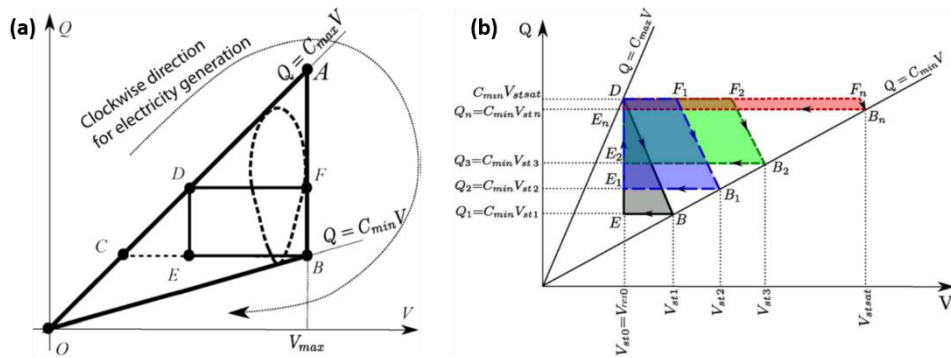 (a)
Q
Clockwise direction
for electricity generation
Q = C_max V
A
D
F
C
Q = C_min V
E
B
V
V_max
O
(b)
Q
Q = C_max V
Q = C_min V
C_min V_stsat
D
F_1
F_2
F_n
Q_n=C_min V_stn
E_n
B_n
Q_3=C_min V_st3
E_2
B_2
Q_2=C_min V_st2
E_1
B_1
Q_1=C_min V_st1
E
B
V
V_st0=V_res0
V_st1
V_st2
V_st3
V_stsat